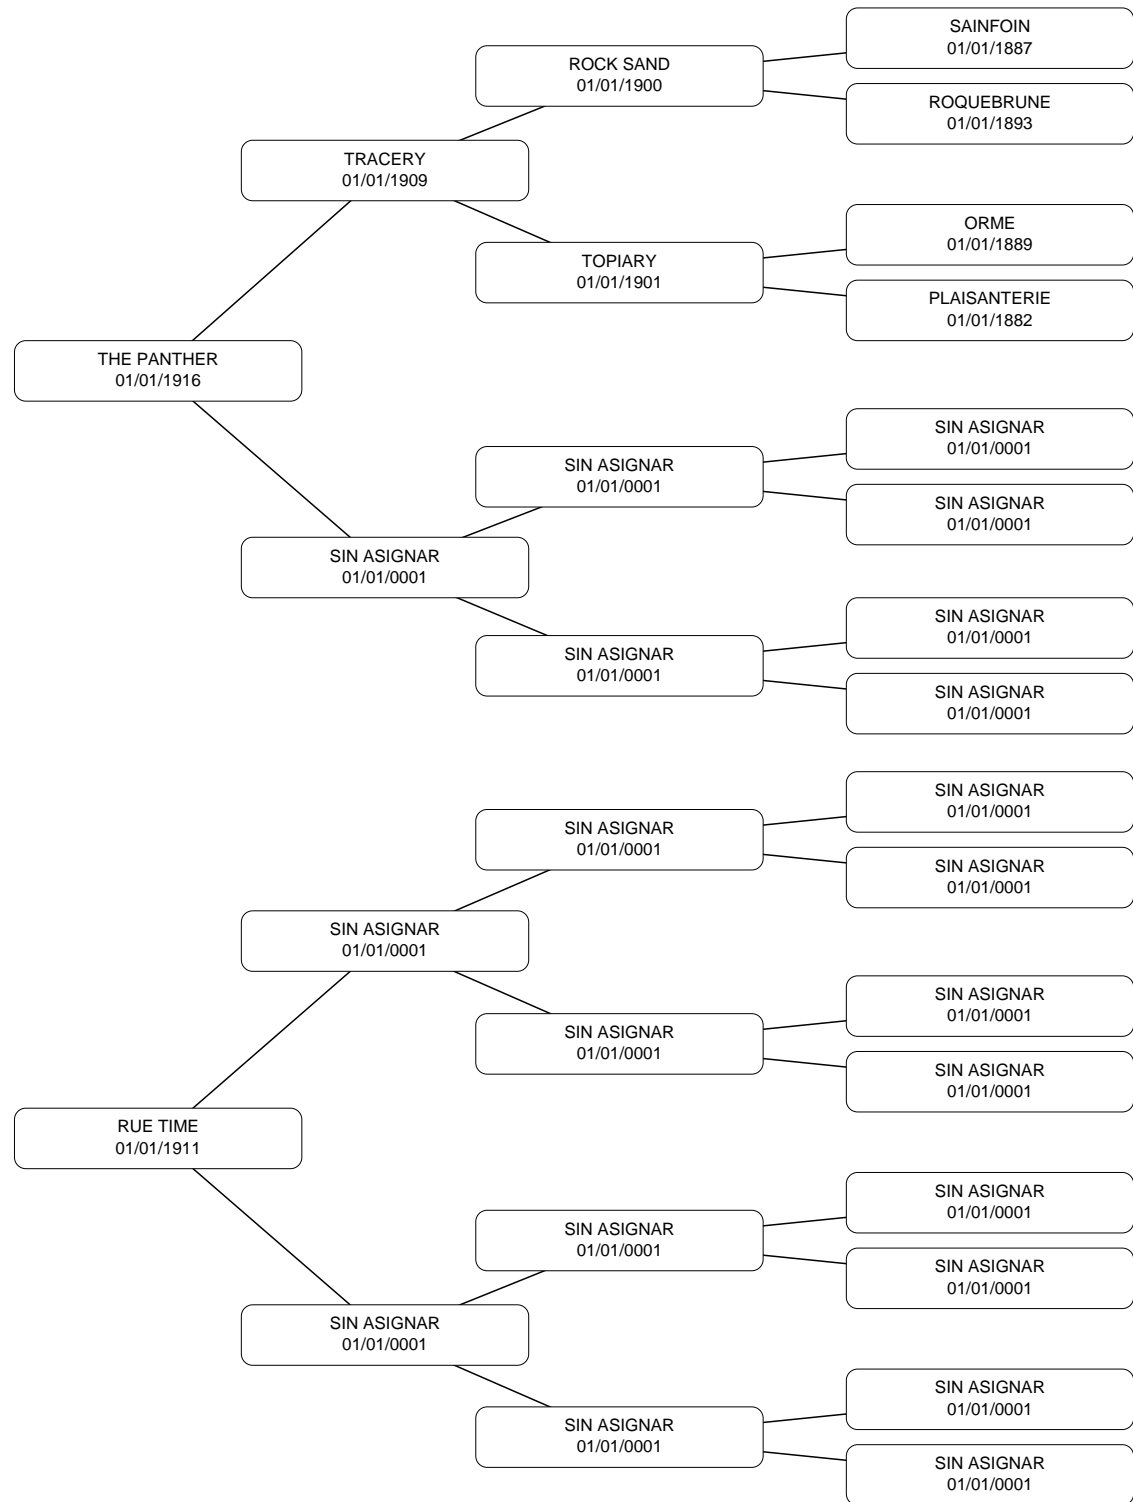 SAINFOIN
01/01/1887
ROCK SAND
01/01/1900
ROQUEBRUNE
01/01/1893
TRACERY
01/01/1909
ORME
01/01/1889
TOPIARY
01/01/1901
PLAISANTERIE
01/01/1882
THE PANTHER
01/01/1916
SIN ASIGNAR
01/01/0001
SIN ASIGNAR
01/01/0001
SIN ASIGNAR
01/01/0001
SIN ASIGNAR
01/01/0001
SIN ASIGNAR
01/01/0001
SIN ASIGNAR
01/01/0001
SIN ASIGNAR
01/01/0001
SIN ASIGNAR
01/01/0001
SIN ASIGNAR
01/01/0001
SIN ASIGNAR
01/01/0001
SIN ASIGNAR
01/01/0001
SIN ASIGNAR
01/01/0001
SIN ASIGNAR
01/01/0001
SIN ASIGNAR
01/01/0001
RUE TIME
01/01/1911
SIN ASIGNAR
01/01/0001
SIN ASIGNAR
01/01/0001
SIN ASIGNAR
01/01/0001
SIN ASIGNAR
01/01/0001
SIN ASIGNAR
01/01/0001
SIN ASIGNAR
01/01/0001
SIN ASIGNAR
01/01/0001